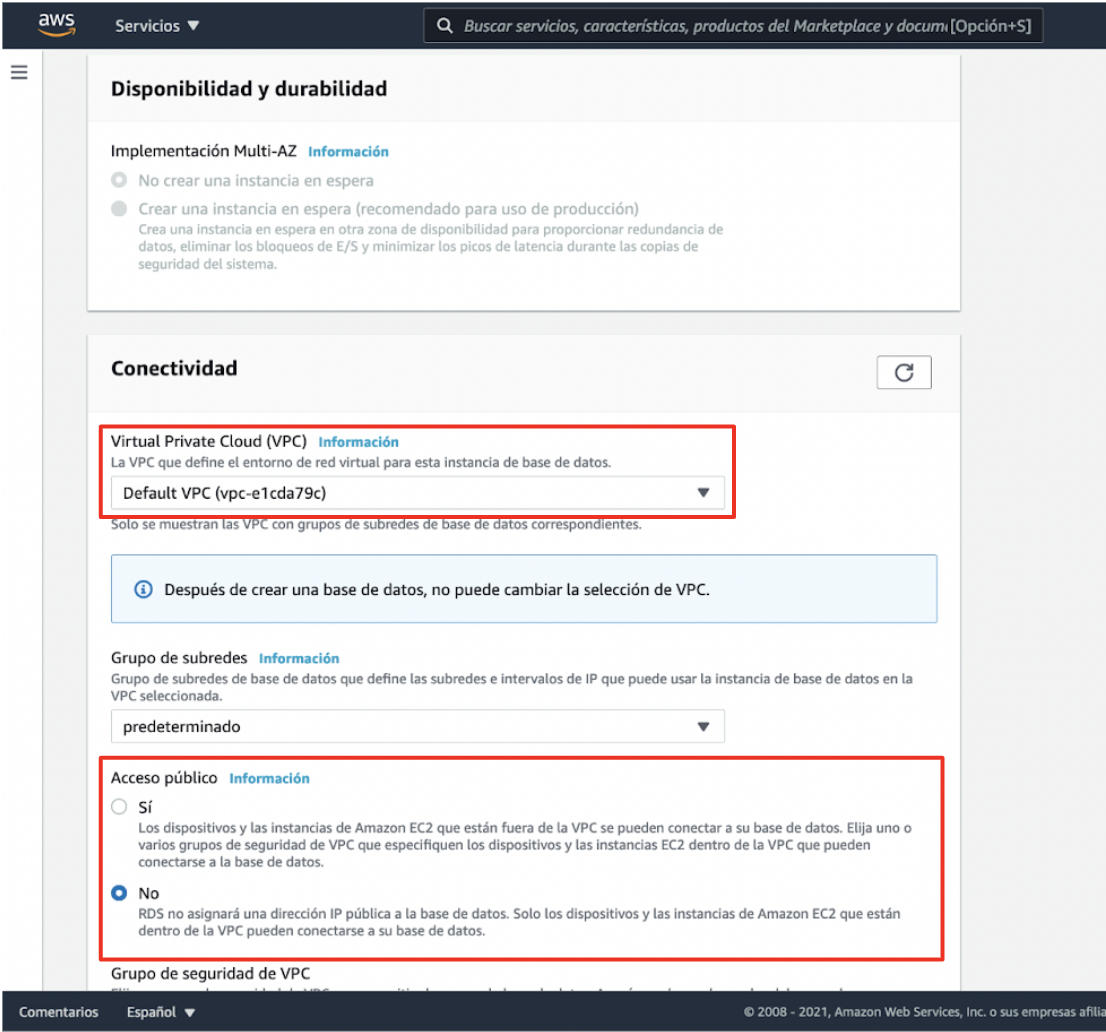 aws Servicios ▼ Buscar servicios, características, productos del Marketplace y docum [Opción+S]
Disponibilidad y durabilidad
Implementación Multi-AZ Información
No crear una instancia en espera
Crear una instancia en espera (recomendado para uso de producción)
Crea una instancia en espera en otra zona de disponibilidad para proporcionar redundancia de
datos, eliminar los bloqueos de E/S y minimizar los picos de latencia durante las copias de
seguridad del sistema.
Conectividad
Virtual Private Cloud (VPC) Información
La VPC que define el entorno de red virtual para esta instancia de base de datos.
Default VPC (vpc-e1cda79c)
Solo se muestran las VPC con grupos de subredes de base de datos correspondientes.
Después de crear una base de datos, no puede cambiar la selección de VPC.
Grupo de subredes Información
Grupo de subredes de base de datos que define las subredes e intervalos de IP que puede usar la instancia de base de datos en la
VPC seleccionada.
predeterminado
Acceso público Información
Sí
Los dispositivos y las instancias de Amazon EC2 que están fuera de la VPC se pueden conectar a su base de datos. Elija uno o
varios grupos de seguridad de VPC que especifiquen los dispositivos y las instancias EC2 dentro de la VPC que pueden
conectarse a la base de datos.
No
RDS no asignará una dirección IP pública a la base de datos. Solo los dispositivos y las instancias de Amazon EC2 que están
dentro de la VPC pueden conectarse a su base de datos.
Grupo de seguridad de VPC
Comentarios Español ▼ © 2008 - 2021, Amazon Web Services, Inc. o sus empresas afilia